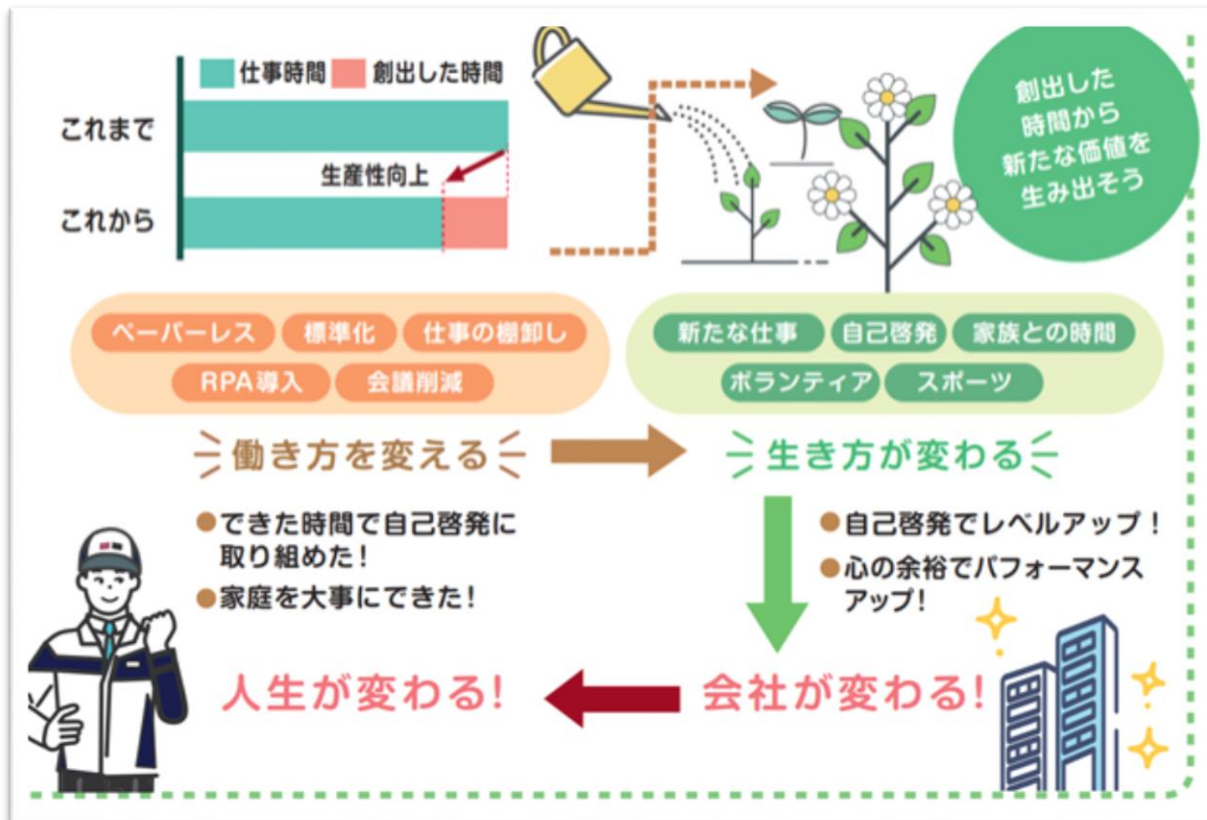 仕事時間 創出した時間
これまで
生産性向上
これから
創出した
時間から
新たな価値を
生み出そう
ペーパーレス 標準化 仕事の棚卸し
RPA導入 会議削減
新たな仕事 自己啓発 家族との時間
ボランティア スポーツ
働き方を変える
生き方が変わる
●できた時間で自己啓発に
取り組めた!
●家庭を大事にできた!
●自己啓発でレベルアップ!
●心の余裕でパフォーマンス
アップ!
会社が変わる!
人生が変わる!